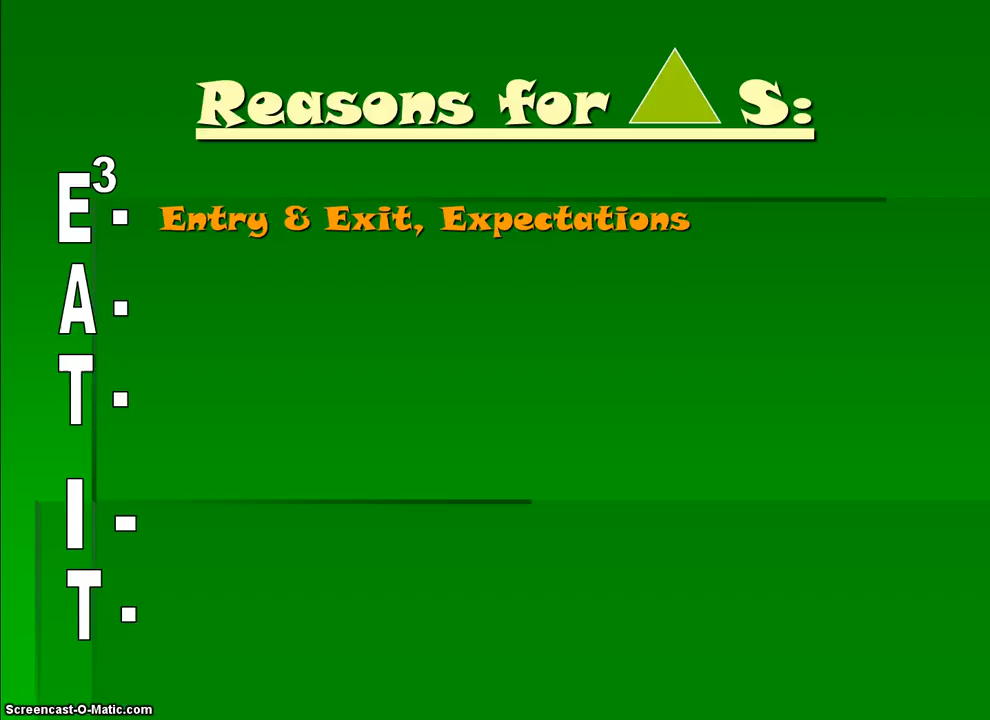 Reasons for S:
E³ - Entry & Exit, Expectations
A -
T -
I -
T -
Screencast-O-Matic.com